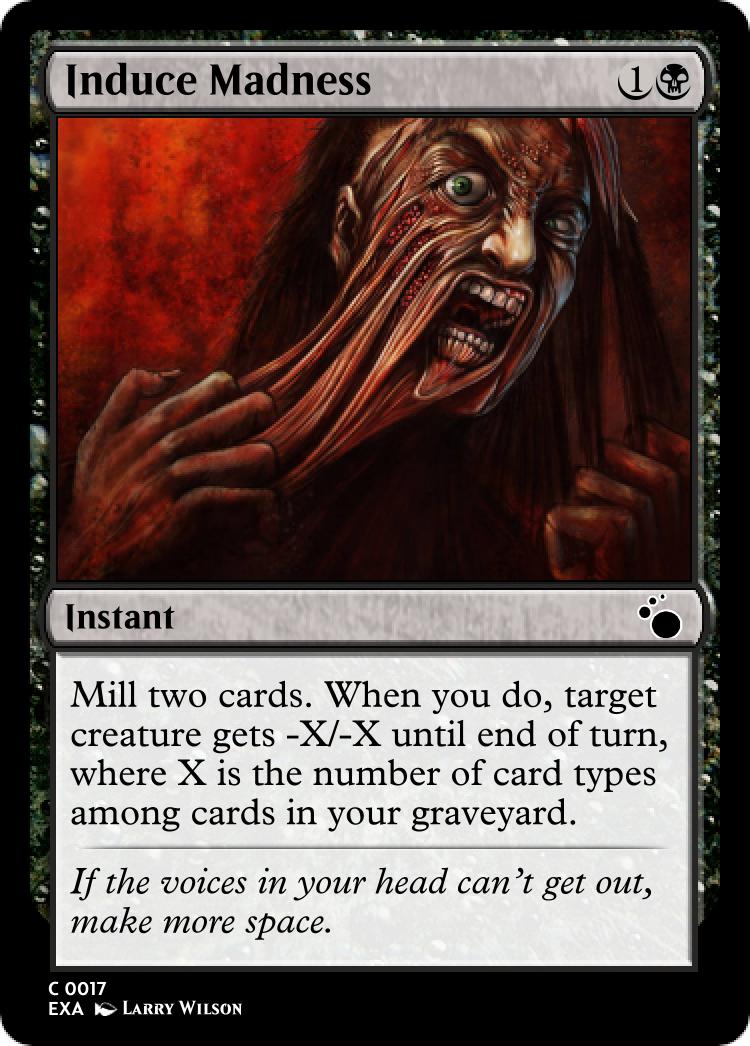 Induce Madness 1
Instant
Mill two cards. When you do, target
creature gets -X/-X until end of turn,
where X is the number of card types
among cards in your graveyard.
If the voices in your head can't get out,
make more space.
C 0017
EXA Larry Wilson